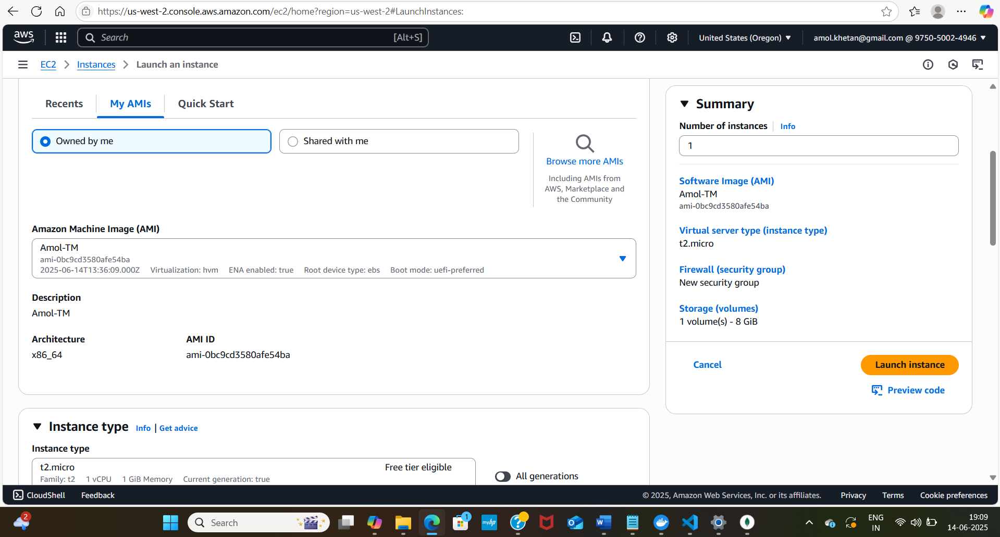 https://us-west-2.console.aws.amazon.com/ec2/home?region=us-west-2#LaunchInstances:
aws
Search
[Alt+S]
United States (Oregon)
amol.khetan@gmail.com @ 9750-5002-4946
EC2
Instances
Launch an instance
Recents
My AMIs
Quick Start
Owned by me
Shared with me
Browse more AMIs
Including AMIs from
AWS, Marketplace and
the Community
Amazon Machine Image (AMI)
Amol-TM
ami-0bc9cd3580afe54ba
2025-06-14T13:36:09.000Z Virtualization: hvm ENA enabled: true Root device type: ebs Boot mode: uefi-preferred
Description
Amol-TM
Architecture
AMI ID
x86_64
ami-0bc9cd3580afe54ba
Instance type
Info | Get advice
Instance type
t2.micro
Free tier eligible
Family: t2 1 vCPU 1 GiB Memory Current generation: true
All generations
Summary
Number of instances
Info
1
Software Image (AMI)
Amol-TM
ami-0bc9cd3580afe54ba
Virtual server type (instance type)
t2.micro
Firewall (security group)
New security group
Storage (volumes)
1 volume(s) - 8 GiB
Cancel
Launch instance
Preview code
CloudShell
Feedback
© 2025, Amazon Web Services, Inc. or its affiliates.
Privacy
Terms
Cookie preferences
2
Search
1
myhp
ENG
IN
19:09
14-06-2025